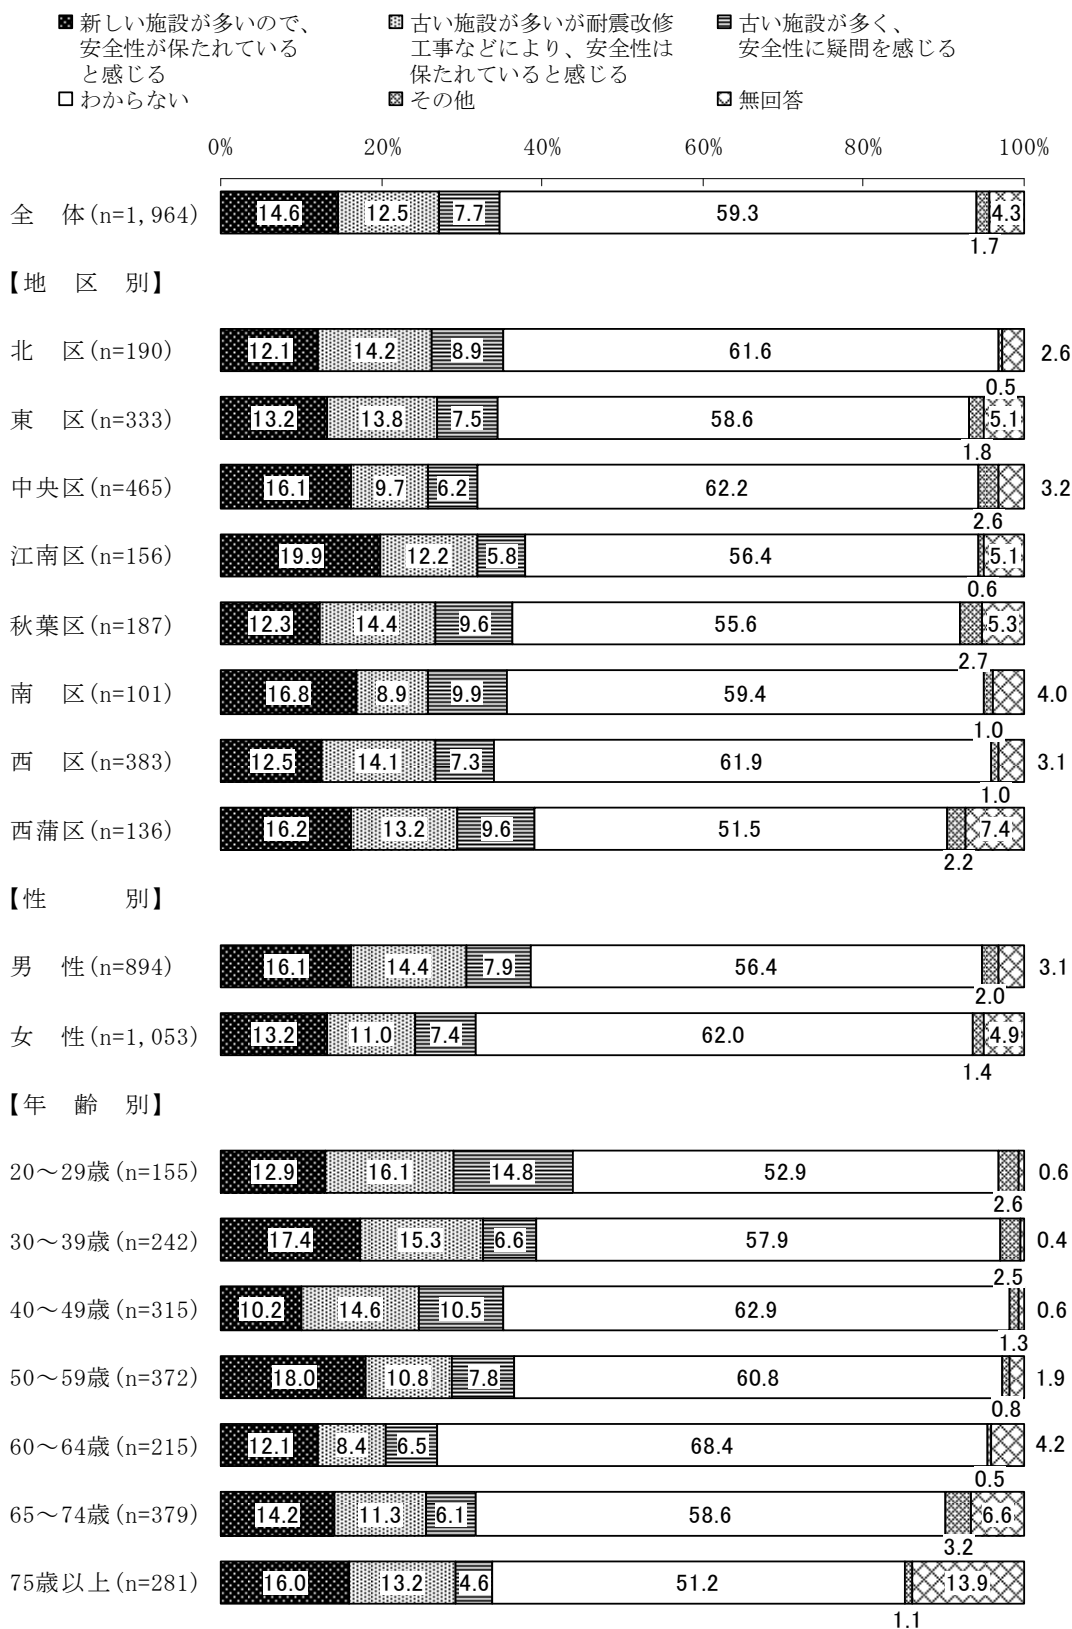 新しい施設が多いので、
安全性が保たれている
と感じる
古い施設が多いが耐震改修
工事などにより、安全性は
保たれていると感じる
古い施設が多く、
安全性に疑問を感じる
わからない
その他
無回答
0% 20% 40% 60% 80% 100%
全 体(n=1,964) 14.6 12.5 7.7 59.3 4.3
1.7
【地 区 別】
北 区(n=190) 12.1 14.2 8.9 61.6 2.6
0.5
東 区(n=333) 13.2 13.8 7.5 58.6 5.1
1.8
中央区(n=465) 16.1 9.7 6.2 62.2 3.2
2.6
江南区(n=156) 19.9 12.2 5.8 56.4 5.1
0.6
秋葉区(n=187) 12.3 14.4 9.6 55.6 5.3
2.7
南 区(n=101) 16.8 8.9 9.9 59.4 4.0
1.0
西 区(n=383) 12.5 14.1 7.3 61.9 3.1
1.0
西蒲区(n=136) 16.2 13.2 9.6 51.5 7.4
2.2
【性 別】
男 性(n=894) 16.1 14.4 7.9 56.4 3.1
2.0
女 性(n=1,053) 13.2 11.0 7.4 62.0 4.9
1.4
【年 齢 別】
20～29歳(n=155) 12.9 16.1 14.8 52.9 0.6
2.6
30～39歳(n=242) 17.4 15.3 6.6 57.9 0.4
2.5
40～49歳(n=315) 10.2 14.6 10.5 62.9 0.6
1.3
50～59歳(n=372) 18.0 10.8 7.8 60.8 1.9
0.8
60～64歳(n=215) 12.1 8.4 6.5 68.4 4.2
0.5
65～74歳(n=379) 14.2 11.3 6.1 58.6 6.6
3.2
75歳以上(n=281) 16.0 13.2 4.6 51.2 13.9
1.1